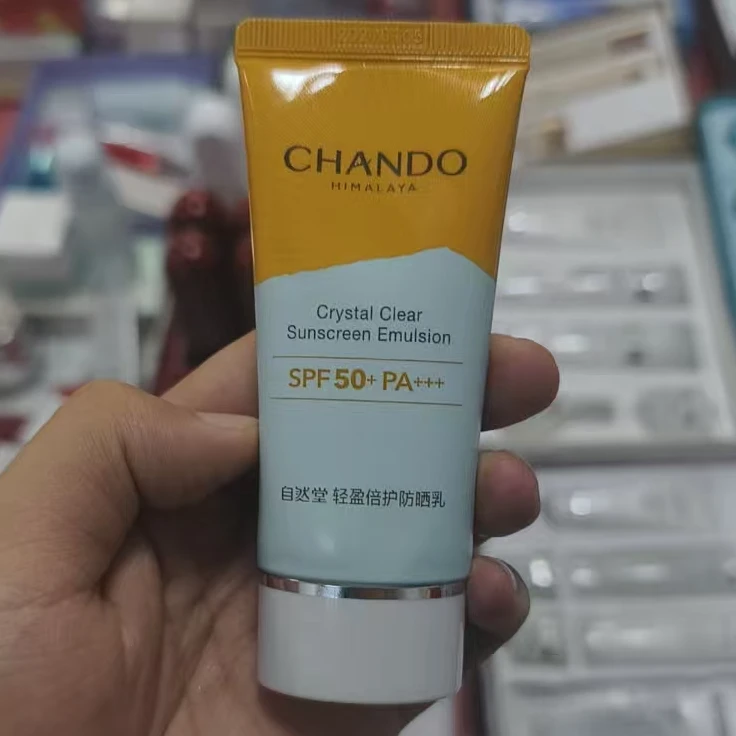 CHANDO
HIMALAYA
Crystal Clear
Sunscreen Emulsion
SPF 50+ PA+++
自然堂 轻盈倍护防晒乳